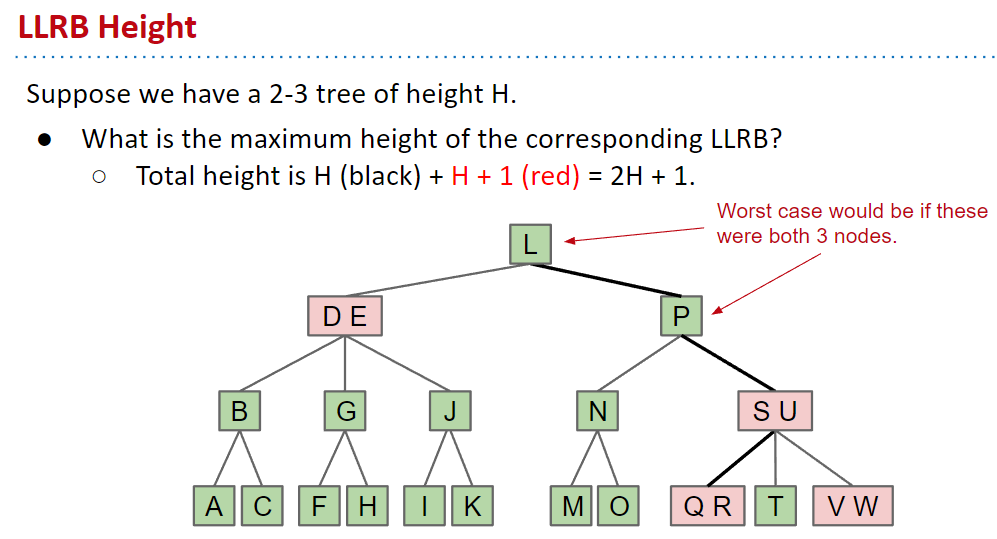 LLRB Height
Suppose we have a 2-3 tree of height H.
● What is the maximum height of the corresponding LLRB?
○ Total height is H (black) + H + 1 (red) = 2H + 1.
Worst case would be if these
were both 3 nodes.
L
D E
P
B
G
J
N
S U
A
C
F
H
I
K
M
O
Q R
T
V W